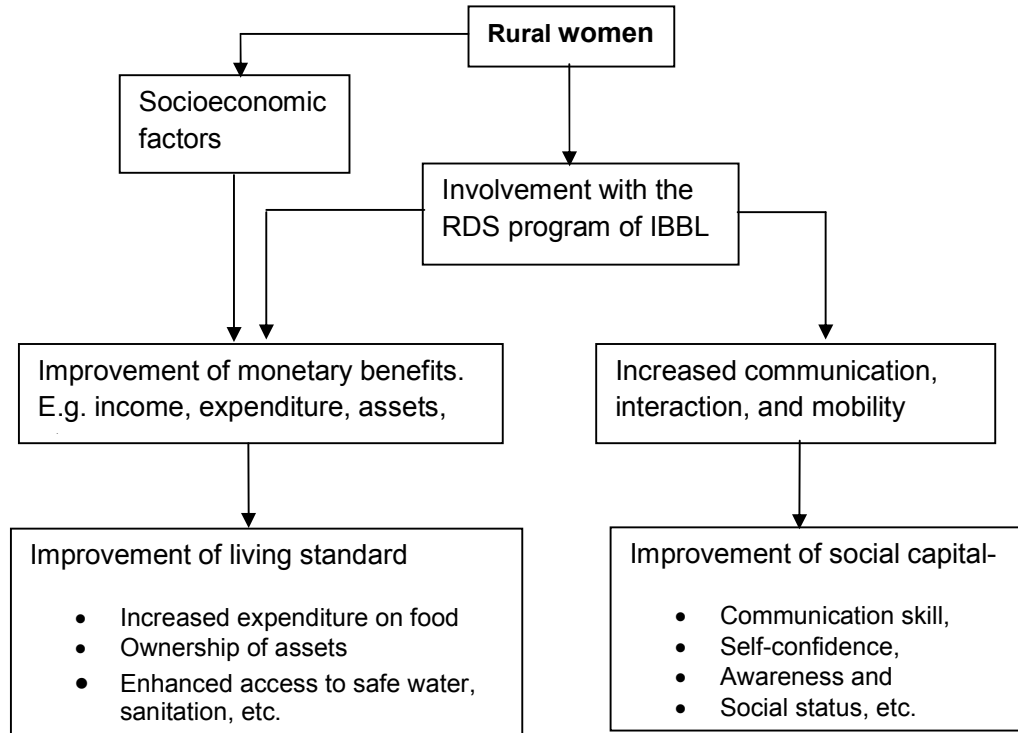 Rural women
Socioeconomic
factors
Involvement with the
RDS program of IBBL
Improvement of monetary benefits.
E.g. income, expenditure, assets,
Increased communication,
interaction, and mobility
Improvement of living standard
• Increased expenditure on food
• Ownership of assets
• Enhanced access to safe water,
sanitation, etc.
Improvement of social capital-
• Communication skill,
• Self-confidence,
• Awareness and
• Social status, etc.